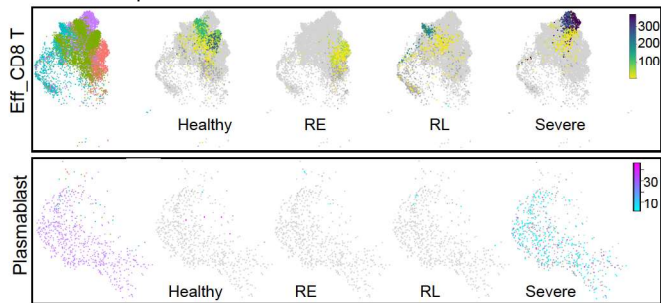 Eff_CD8 T
Healthy
RE
RL
Severe
300
200
100
Plasmablast
Healthy
RE
RL
Severe
30
10